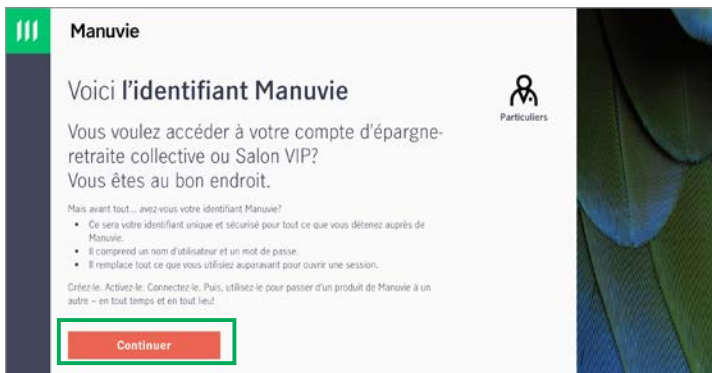 Manuvie
Voici l'identifiant Manuvie
Particuliers
Vous voulez accéder à votre compte d'épargne-
retraite collective ou Salon VIP?
Vous êtes au bon endroit.
Mais avant tout... avez-vous votre identifiant Manuvie?
• Ce sera votre identifiant unique et sécurisé pour tout ce que vous détenez auprès de
Manuvie.
• Il comprend un nom d'utilisateur et un mot de passe.
• Il remplace tout ce que vous utilisiez auparavant pour ouvrir une session.
Créez-le. Activez-le. Connectez-le. Puis, utilisez-le pour passer d'un produit de Manuvie à un
autre – en tout temps et en tout lieu!
Continuer